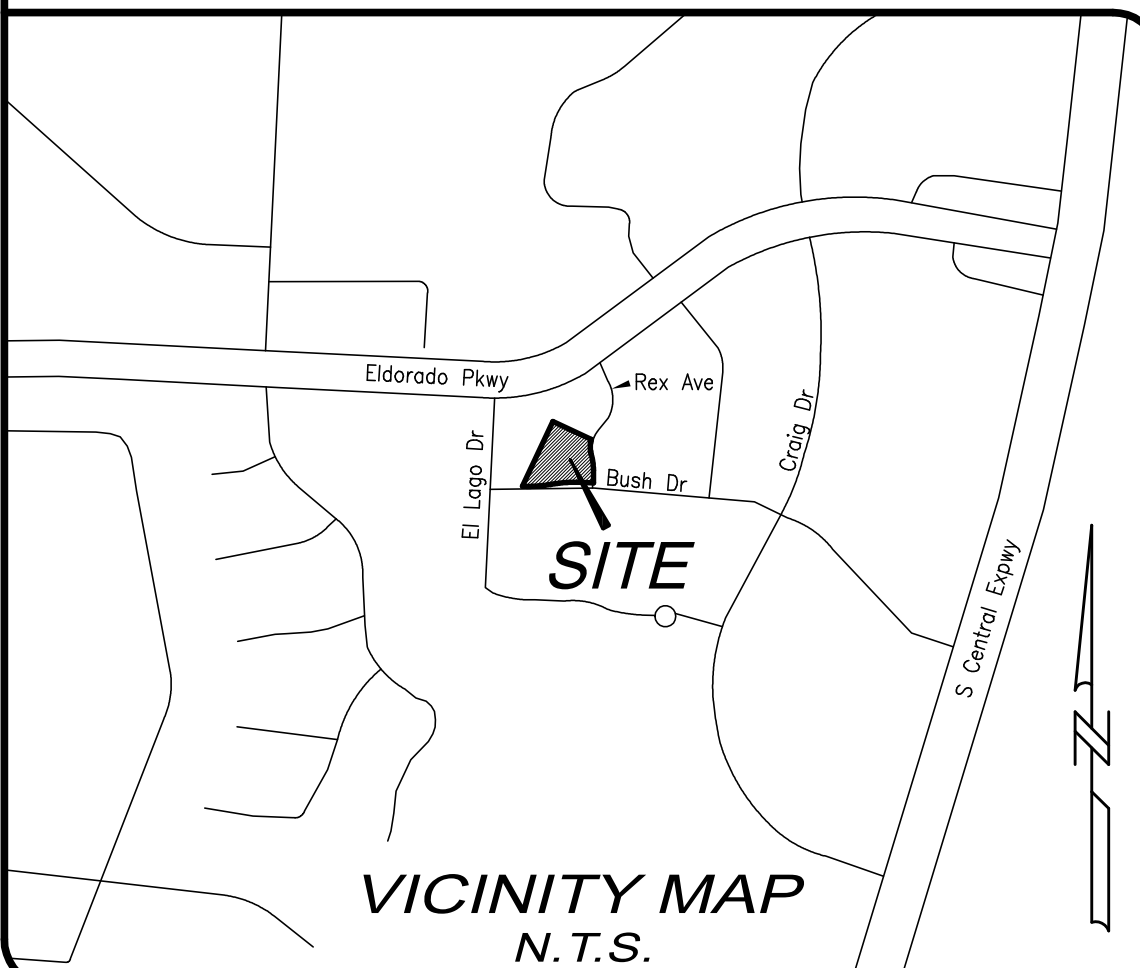 Eldorado Pkwy
Rex Ave
Craig Dr
El Lago Dr
Bush Dr
SITE
S Central Expwy
N
VICINITY MAP
N.T.S.